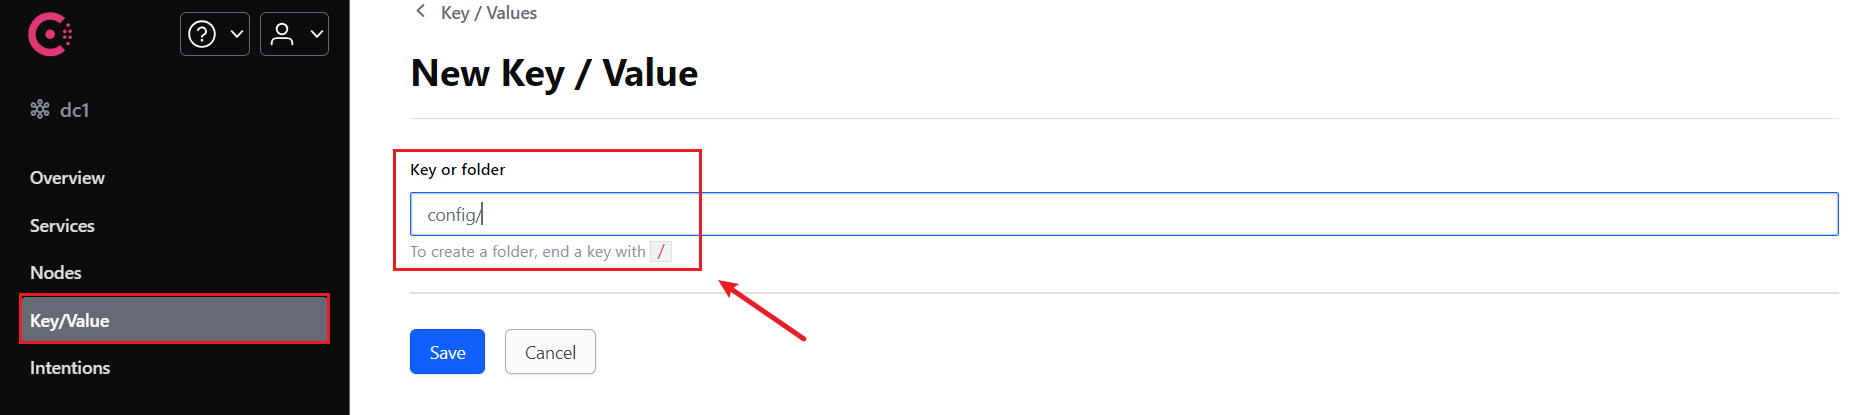 Key / Values
New Key / Value
dc1
Overview
Services
Nodes
Key/Value
Intentions
Key or folder
config/
To create a folder, end a key with /
Save
Cancel